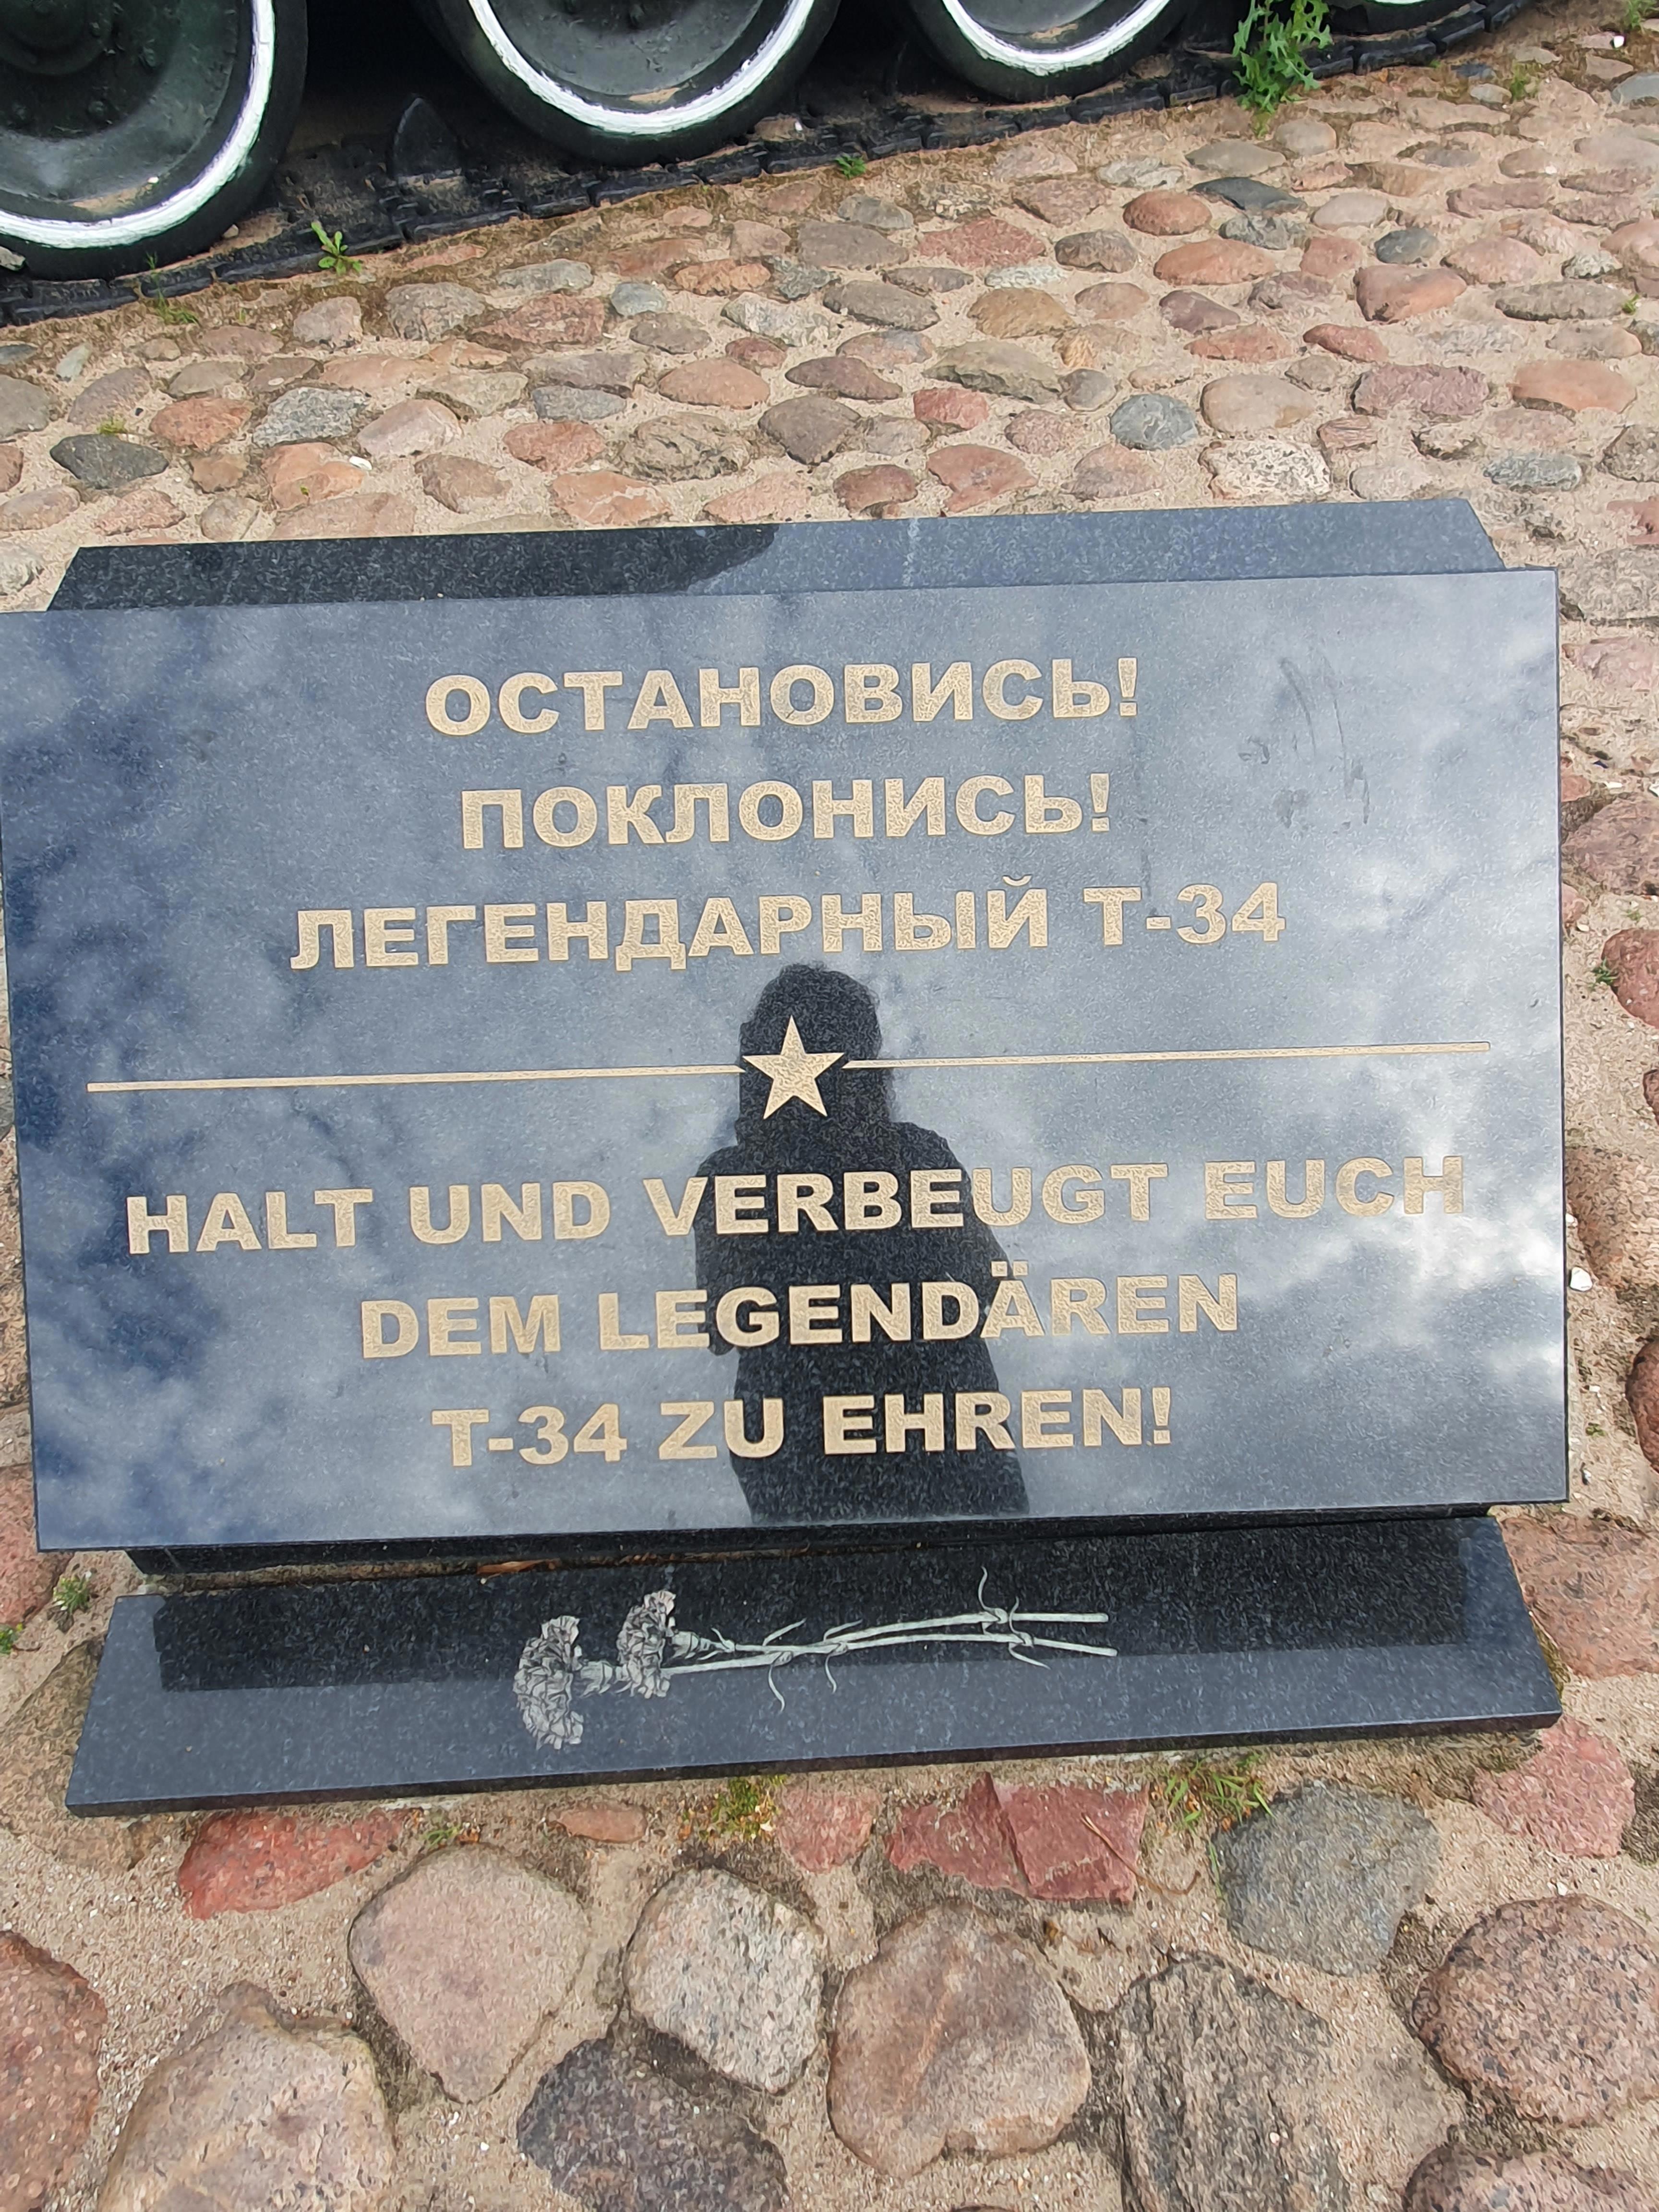 ОСТАНОВИСЬ!
ПОКЛОНИСЬ!
ЛЕГЕНДАРНЫЙ Т-34
HALT UND VERBEUGT EUCH
DEM LEGENDÄREN
T-34 ZU EHREN!